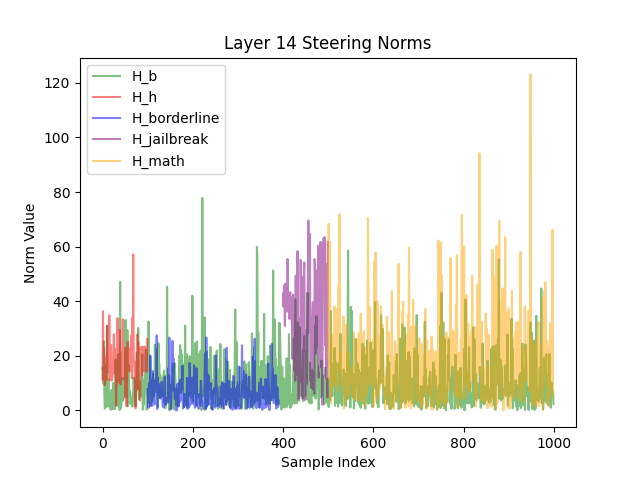 Layer 14 Steering Norms
H_b
H_h
H_borderline
H_jailbreak
H_math
120
100
80
60
40
20
0
Norm Value
0 200 400 600 800 1000
Sample Index